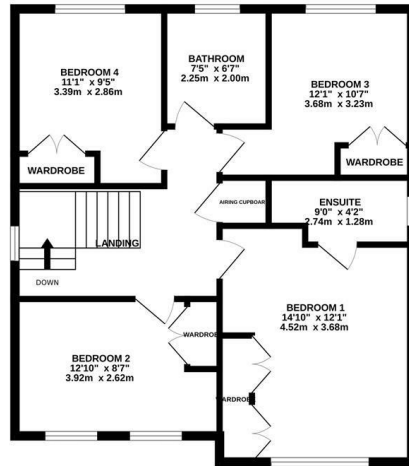 BEDROOM 4
11'1" x 9'5"
3.39m x 2.86m
BATHROOM
7'5" x 6'7"
2.25m x 2.00m
BEDROOM 3
12'1" x 10'7"
3.68m x 3.23m
WARDROBE
WARDROBE
AIRING CUPBOAR
ENSUITE
9'0" x 4'2"
2.74m x 1.28m
LANDING
DOWN
BEDROOM 1
14'10" x 12'1"
4.52m x 3.68m
BEDROOM 2
12'10" x 8'7"
3.92m x 2.62m
WARDROBE
WARDROBE